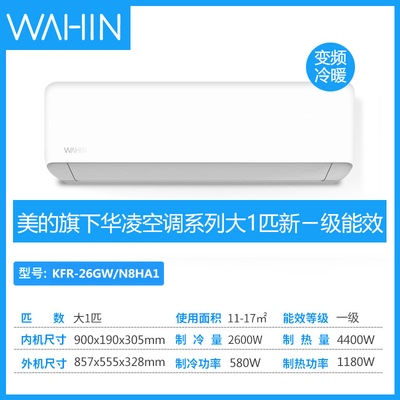 WAHIN
变频
冷暖
WAHIN
美的旗下华凌空调系列大1匹新一级能效
型号: KFR-26GW/N8HA1
匹数 大1匹 使用面积 11-17㎡ 能效等级 一级
内机尺寸 900x190x305mm 制冷量 2600W 制热量 4400W
外机尺寸 857x555x328mm 制冷功率 580W 制热功率 1180W